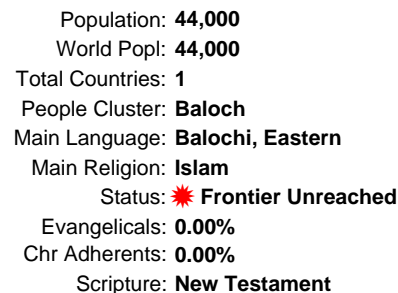 Population: 44,000
World Popl: 44,000
Total Countries: 1
People Cluster: Baloch
Main Language: Balochi, Eastern
Main Religion: Islam
Status: Frontier Unreached
Evangelicals: 0.00%
Chr Adherents: 0.00%
Scripture: New Testament